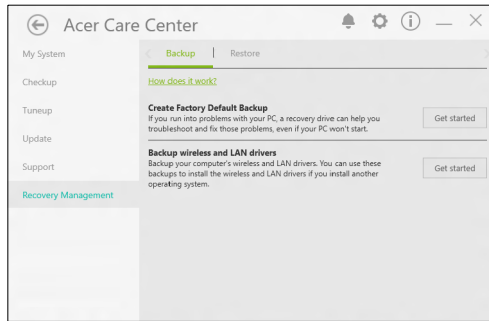 Acer Care Center
My System
Backup
Restore
Checkup
How does it work?
Tuneup
Create Factory Default Backup
If you run into problems with your PC, a recovery drive can help you
troubleshoot and fix those problems, even if your PC won't start.
Get started
Update
Backup wireless and LAN drivers
Backup your computer's wireless and LAN drivers. You can use these
backups to install the wireless and LAN drivers if you install another
operating system.
Get started
Support
Recovery Management